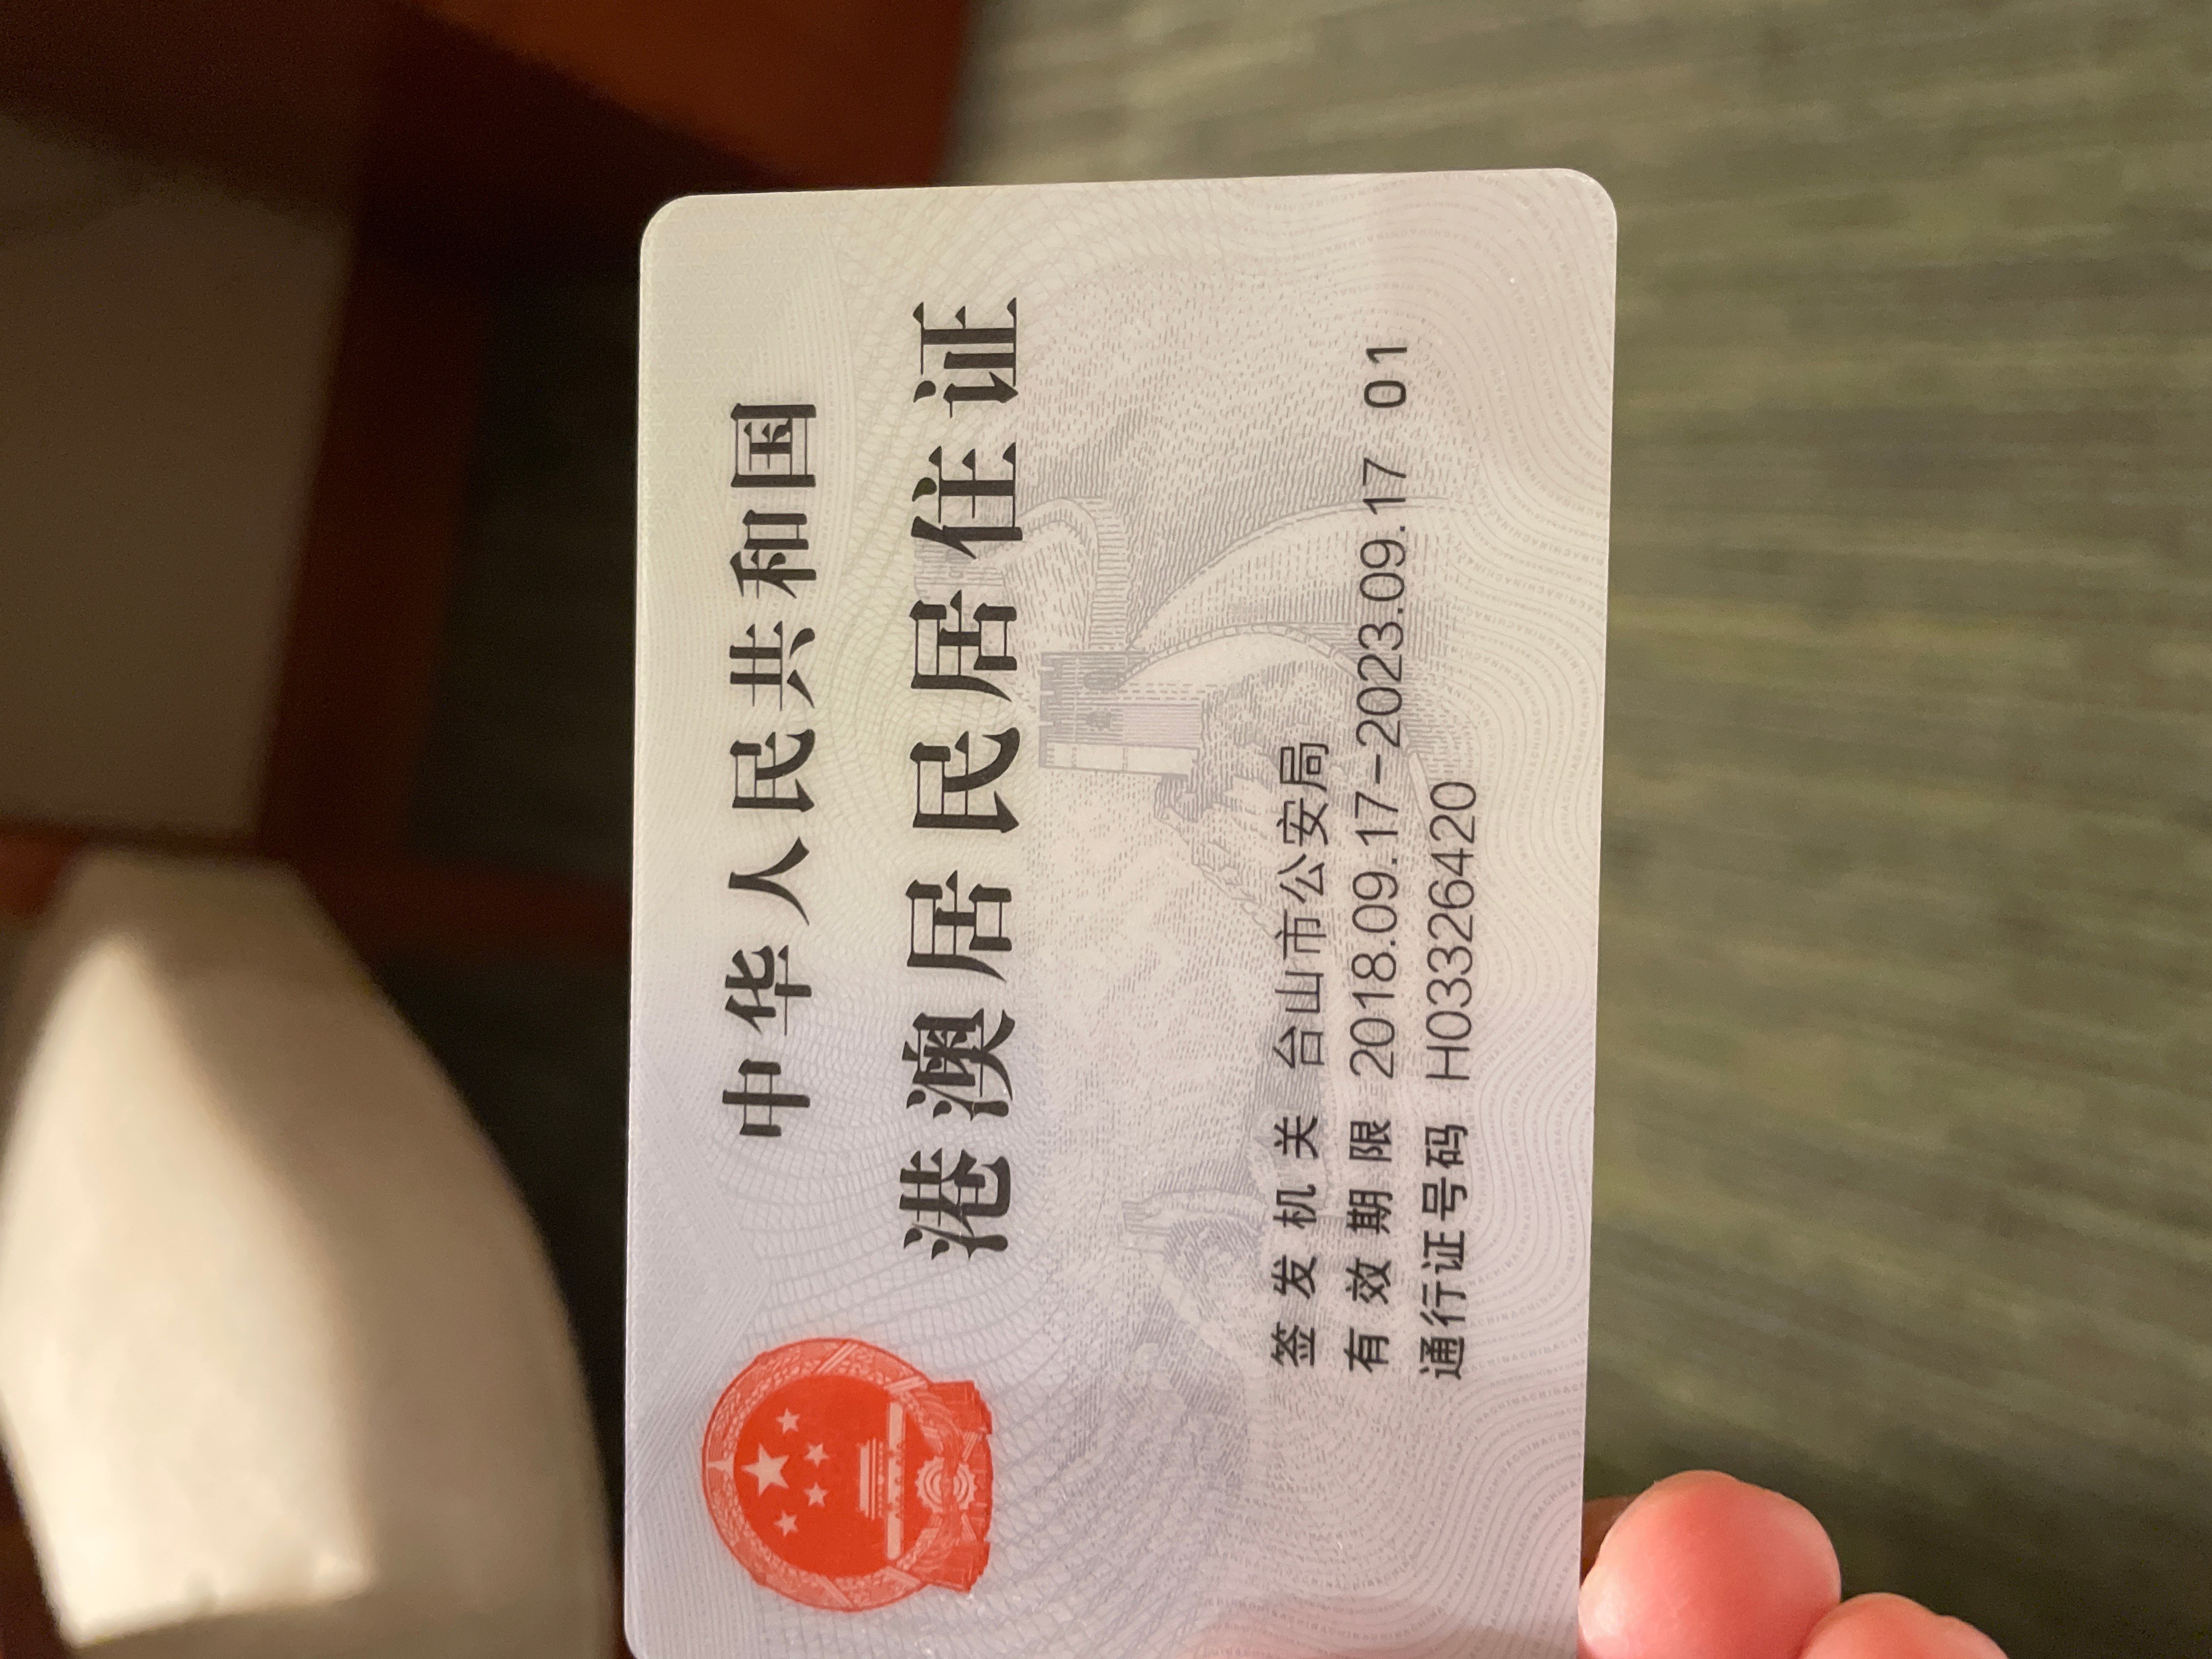 中华人民共和国
港澳居民居住证
签发机关 台山市公安局
有效期限 2018.09.17-2023.09.17 01
通行证号码 H03326420